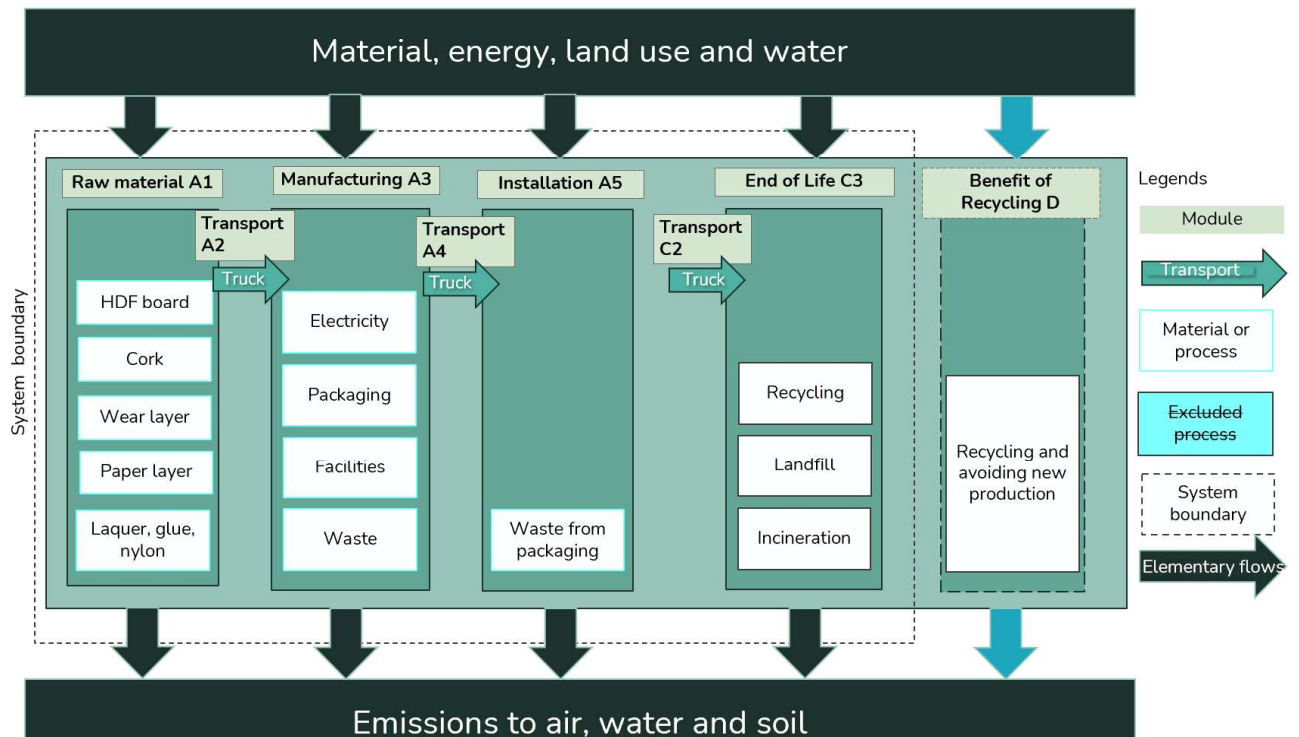 Material, energy, land use and water
System boundary
Raw material A1
HDF board
Cork
Wear layer
Paper layer
Laquer, glue,
nylon
Transport
A2
Truck
Manufacturing A3
Electricity
Packaging
Facilities
Waste
Transport
A4
Truck
Installation A5
Waste from
packaging
Transport
C2
Truck
End of Life C3
Recycling
Landfill
Incineration
Benefit of
Recycling D
Recycling and
avoiding new
production
Legends
Module
Transport
Material or
process
Excluded
process
System
boundary
Elementary flows
Emissions to air, water and soil